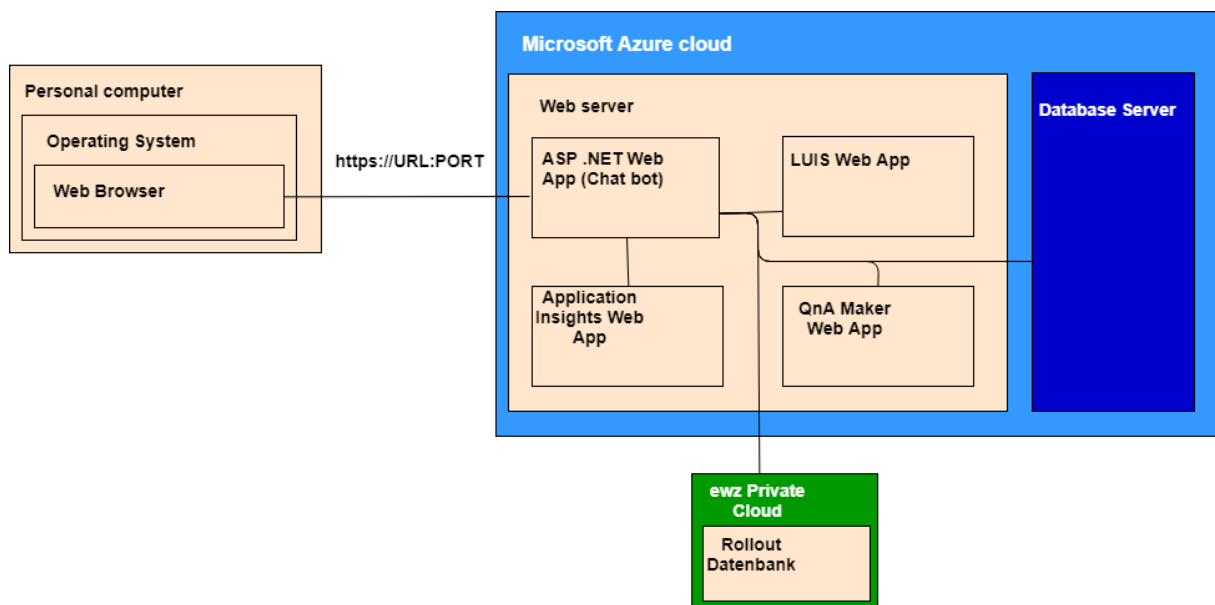 Microsoft Azure cloud
Personal computer
Operating System
Web Browser
https://URL:PORT
Web server
ASP .NET Web
App (Chat bot)
LUIS Web App
Database Server
Application
Insights Web
App
QnA Maker
Web App
ewz Private
Cloud
Rollout
Datenbank